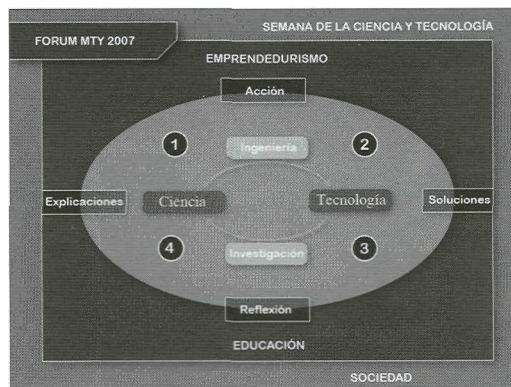 SEMANA DE LA CIENCIA Y TECNOLOGÍA
FORUM MTY 2007
EMPRENDEDURISMO
Acción
1 Ingeniería 2
Explicaciones Ciencia Tecnología Soluciones
4 Investigación 3
Reflexión
EDUCACIÓN
SOCIEDAD